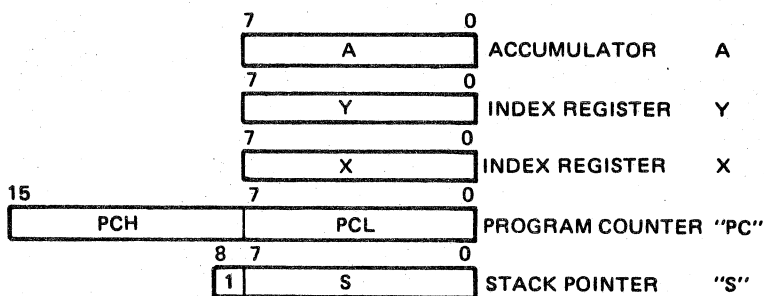 7 0
A ACCUMULATOR A
7 0
Y INDEX REGISTER Y
7 0
X INDEX REGISTER X
15 7 0
PCH PCL PROGRAM COUNTER "PC"
8 7 0
1 S STACK POINTER "S"